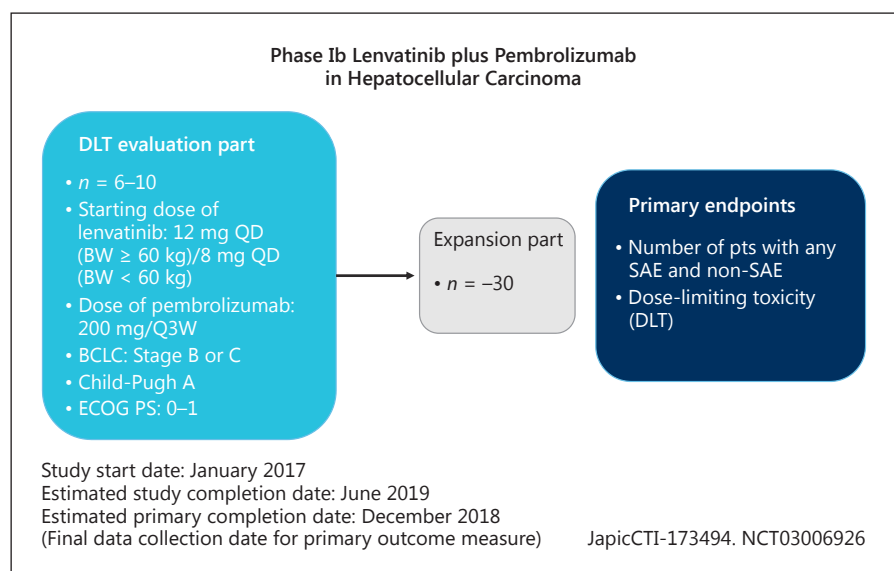 Phase Ib Lenvatinib plus Pembrolizumab
in Hepatocellular Carcinoma
DLT evaluation part
• n = 6–10
• Starting dose of
lenvatinib: 12 mg QD
(BW ≥ 60 kg)/8 mg QD
(BW < 60 kg)
• Dose of pembrolizumab:
200 mg/Q3W
• BCLC: Stage B or C
• Child-Pugh A
• ECOG PS: 0–1
Expansion part
• n = –30
Primary endpoints
• Number of pts with any
SAE and non-SAE
• Dose-limiting toxicity
(DLT)
Study start date: January 2017
Estimated study completion date: June 2019
Estimated primary completion date: December 2018
(Final data collection date for primary outcome measure) JapicCTI-173494. NCT03006926